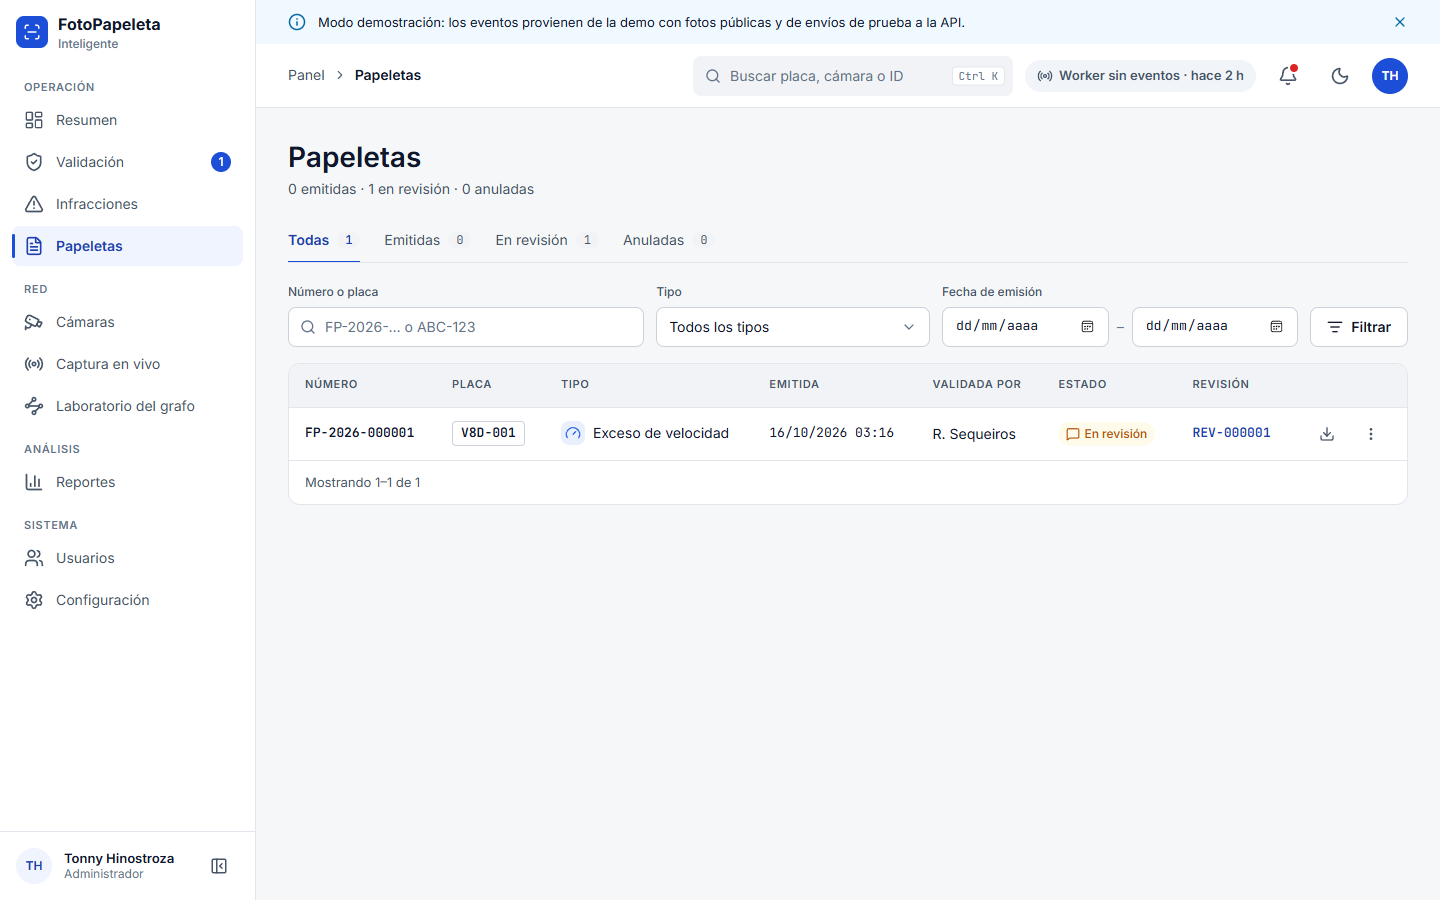 FotoPapeleta
Inteligente
OPERACIÓN
Resumen
Validación 1
Infracciones
Papeletas
RED
Cámaras
Captura en vivo
Laboratorio del grafo
ANÁLISIS
Reportes
SISTEMA
Usuarios
Configuración
TH
Tonny Hinostroza
Administrador
Modo demostración: los eventos provienen de la demo con fotos públicas y de envíos de prueba a la API.
Panel > Papeletas
Buscar placa, cámara o ID Ctrl K
Worker sin eventos · hace 2 h
TH
Papeletas
0 emitidas · 1 en revisión · 0 anuladas
Todas 1 Emitidas 0 En revisión 1 Anuladas 0
Número o placa Tipo Fecha de emisión
FP-2026-... o ABC-123 Todos los tipos dd/mm/aaaa – dd/mm/aaaa Filtrar
NÚMERO PLACA TIPO EMITIDA VALIDADA POR ESTADO REVISIÓN
FP-2026-000001 V8D-001 Exceso de velocidad 16/10/2026 03:16 R. Sequeiros En revisión REV-000001
Mostrando 1–1 de 1